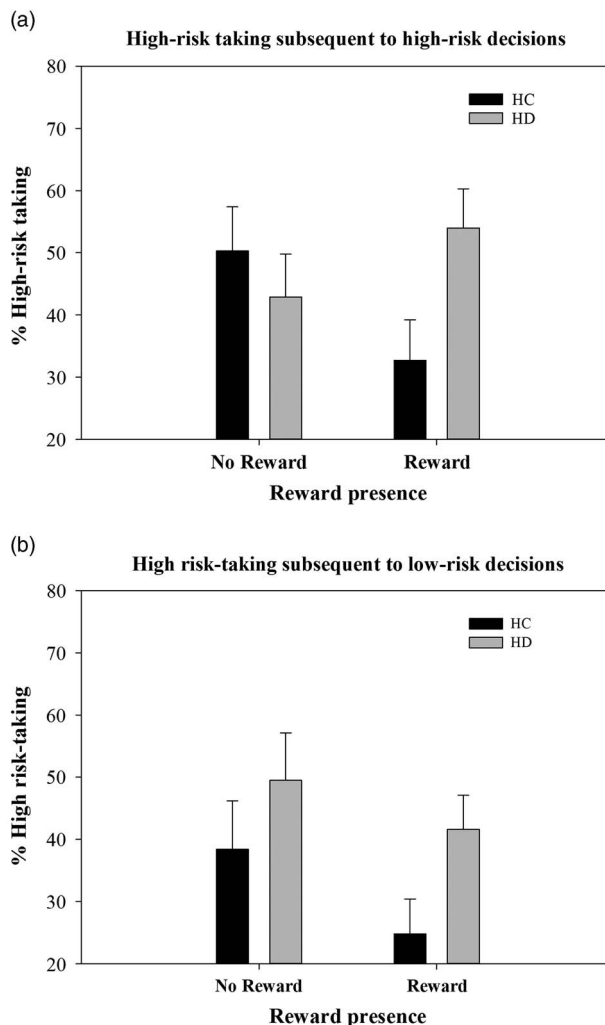 (a)
High-risk taking subsequent to high-risk decisions
80
70
60
50
40
30
20
% High-risk taking
HC
HD
No Reward Reward
Reward presence
(b)
High risk-taking subsequent to low-risk decisions
80
70
60
50
40
30
20
% High risk-taking
HC
HD
No Reward Reward
Reward presence